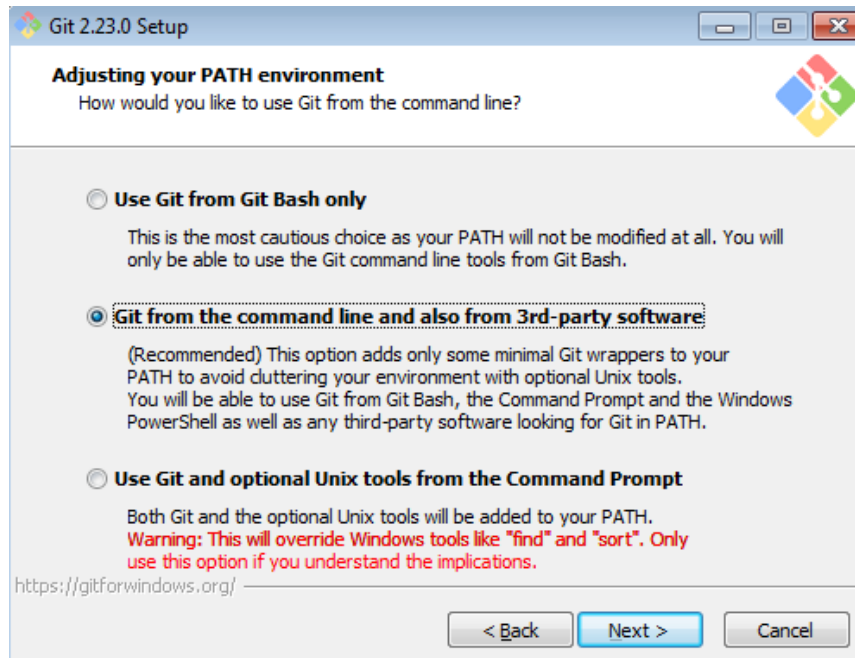 Git 2.23.0 Setup
Adjusting your PATH environment
How would you like to use Git from the command line?
Use Git from Git Bash only
This is the most cautious choice as your PATH will not be modified at all. You will
only be able to use the Git command line tools from Git Bash.
Git from the command line and also from 3rd-party software
(Recommended) This option adds only some minimal Git wrappers to your
PATH to avoid cluttering your environment with optional Unix tools.
You will be able to use Git from Git Bash, the Command Prompt and the Windows
PowerShell as well as any third-party software looking for Git in PATH.
Use Git and optional Unix tools from the Command Prompt
Both Git and the optional Unix tools will be added to your PATH.
Warning: This will override Windows tools like "find" and "sort". Only
use this option if you understand the implications.
https://gitforwindows.org/
< Back Next > Cancel